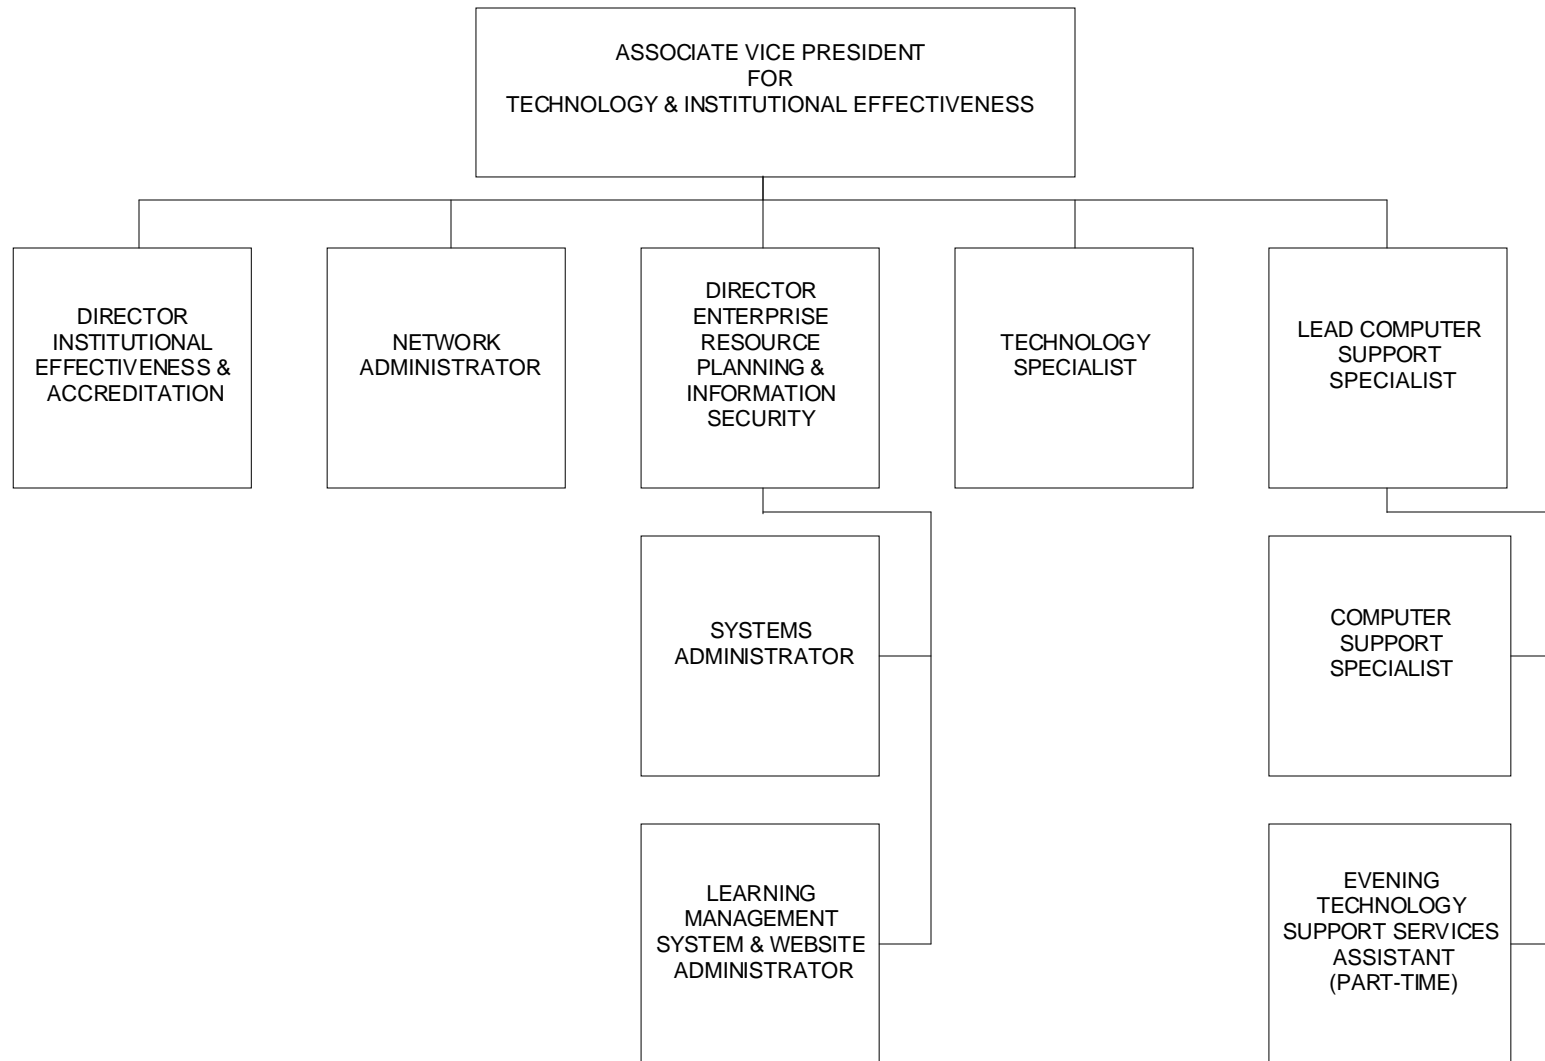 ASSOCIATE VICE PRESIDENT
FOR
TECHNOLOGY & INSTITUTIONAL EFFECTIVENESS
DIRECTOR
INSTITUTIONAL
EFFECTIVENESS &
ACCREDITATION
NETWORK
ADMINISTRATOR
DIRECTOR
ENTERPRISE
RESOURCE
PLANNING &
INFORMATION
SECURITY
TECHNOLOGY
SPECIALIST
LEAD COMPUTER
SUPPORT
SPECIALIST
SYSTEMS
ADMINISTRATOR
COMPUTER
SUPPORT
SPECIALIST
LEARNING
MANAGEMENT
SYSTEM & WEBSITE
ADMINISTRATOR
EVENING
TECHNOLOGY
SUPPORT SERVICES
ASSISTANT
(PART-TIME)